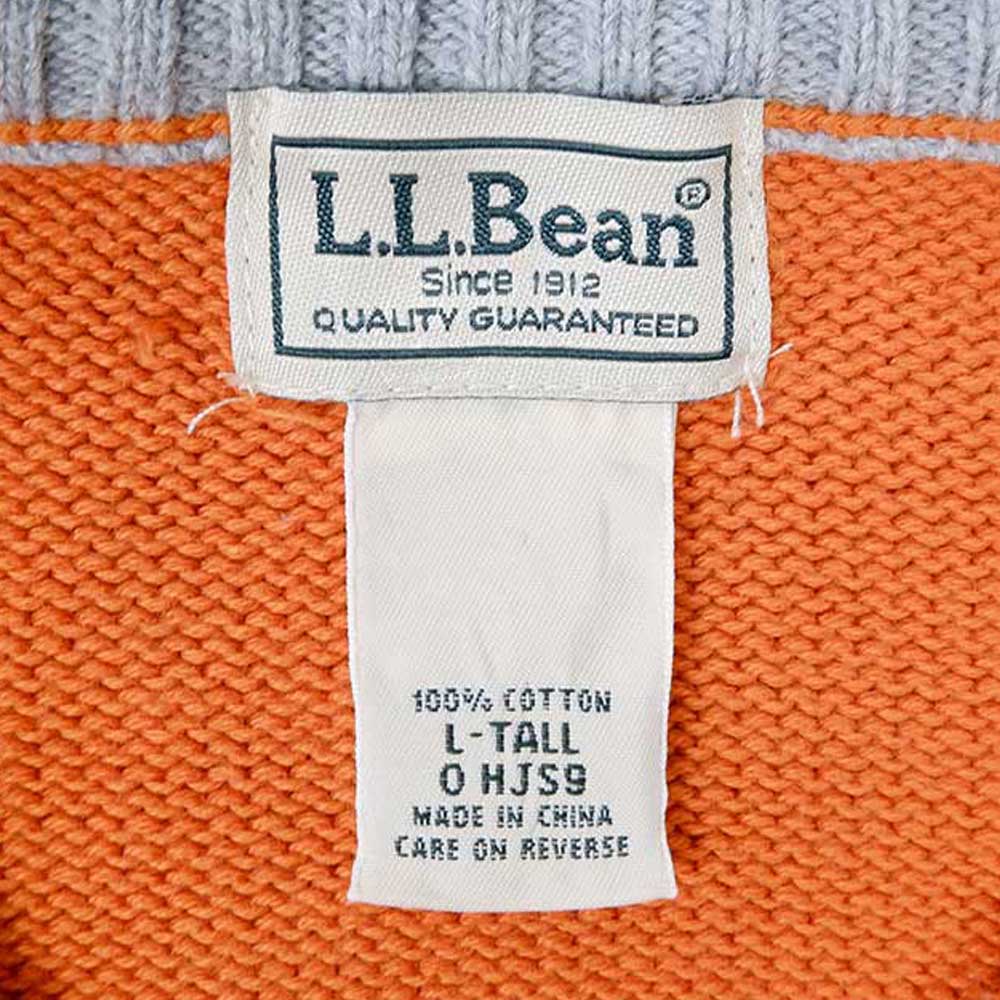 L.L.Bean®
Since 1912
QUALITY GUARANTEED
100% COTTON
L-TALL
0 HJS9
MADE IN CHINA
CARE ON REVERSE